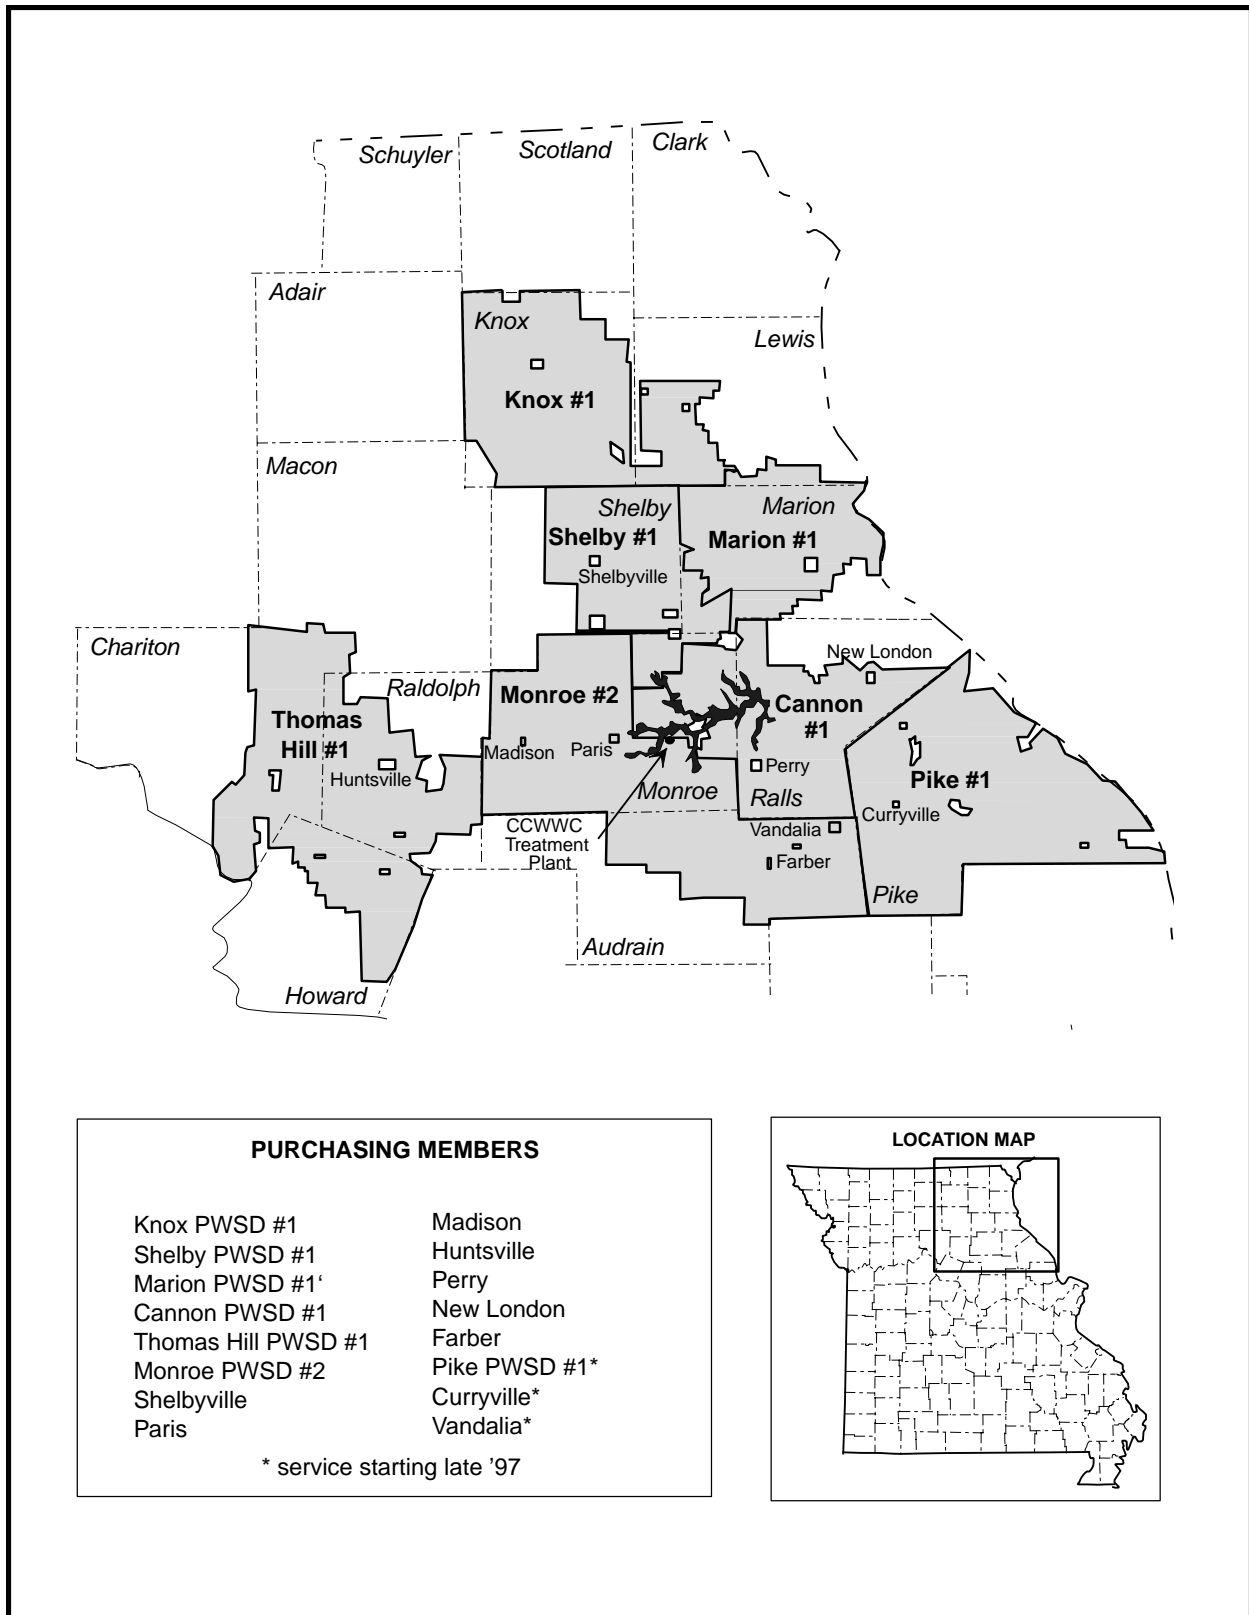 Schuyler
Scotland
Clark
Adair
Knox
Lewis
Knox #1
Macon
Shelby
Marion
Shelby #1
Marion #1
Shelbyville
Chariton
New London
Raldolph
Monroe #2
Cannon
#1
Thomas
Hill #1
Madison
Paris
Huntsville
Perry
Pike #1
Monroe
Ralls
Curryville
CCWWC
Treatment
Plant
Vandalia
Farber
Pike
Audrain
Howard
PURCHASING MEMBERS
Knox PWSD #1
Shelby PWSD #1
Marion PWSD #1‘
Cannon PWSD #1
Thomas Hill PWSD #1
Monroe PWSD #2
Shelbyville
Paris
Madison
Huntsville
Perry
New London
Farber
Pike PWSD #1*
Curryville*
Vandalia*
* service starting late ’97
LOCATION MAP